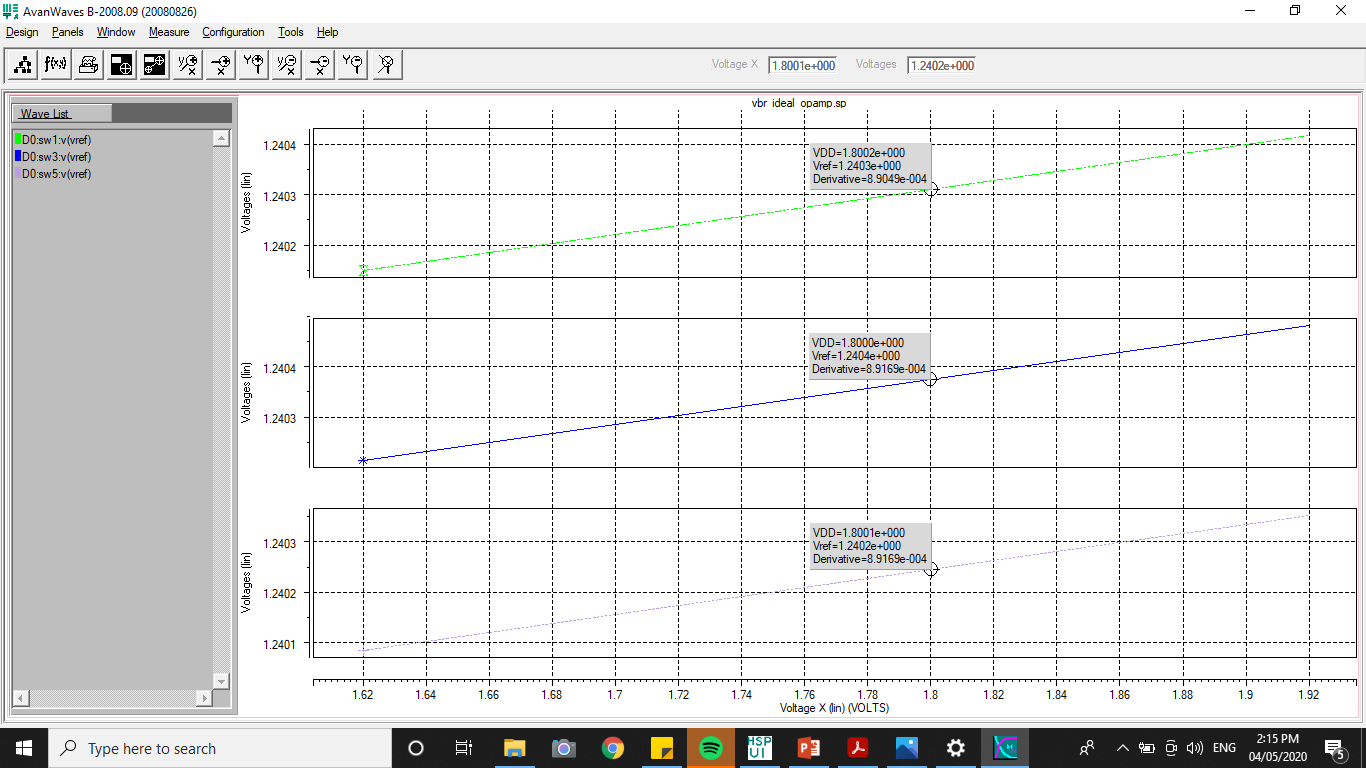 AvanWaves B-2008.09 (20080826)
Design Panels Window Measure Configuration Tools Help
f(x)
Voltage X 1.8001e+000 Voltages 1.2402e+000
Wave List
D0:sw1:v(vref)
D0:sw3:v(vref)
D0:sw5:v(vref)
vbr_ideal_opamp.sp
Voltages (lin)
1.2404
1.2403
1.2402
VDD=1.8002e+000
Vref=1.2403e+000
Derivative=8.9049e-004
Voltages (lin)
1.2404
1.2403
VDD=1.8000e+000
Vref=1.2404e+000
Derivative=8.9169e-004
Voltages (lin)
1.2403
1.2402
1.2401
VDD=1.8001e+000
Vref=1.2402e+000
Derivative=8.9169e-004
1.62 1.64 1.66 1.68 1.7 1.72 1.74 1.76 1.78 1.8 1.82 1.84 1.86 1.88 1.9 1.92
Voltage X (lin) (VOLTS)
Type here to search
HSP
UI
ENG
2:15 PM
04/05/2020
5